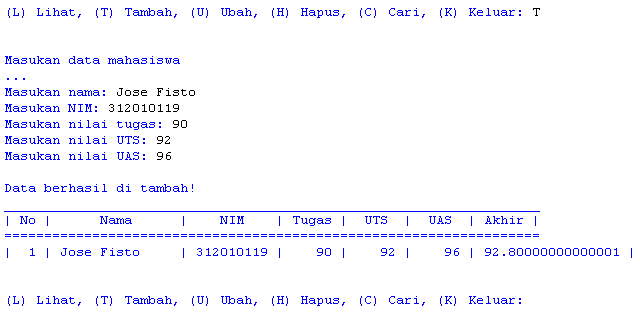 (L) Lihat, (T) Tambah, (U) Ubah, (H) Hapus, (C) Cari, (K) Keluar: T
Masukan data mahasiswa
...
Masukan nama: Jose Fisto
Masukan NIM: 312010119
Masukan nilai tugas: 90
Masukan nilai UTS: 92
Masukan nilai UAS: 96
Data berhasil di tambah!
| No | Nama | NIM | Tugas | UTS | UAS | Akhir |
====================================================================
| 1 | Jose Fisto | 312010119 | 90 | 92 | 96 | 92.80000000000001 |
(L) Lihat, (T) Tambah, (U) Ubah, (H) Hapus, (C) Cari, (K) Keluar: